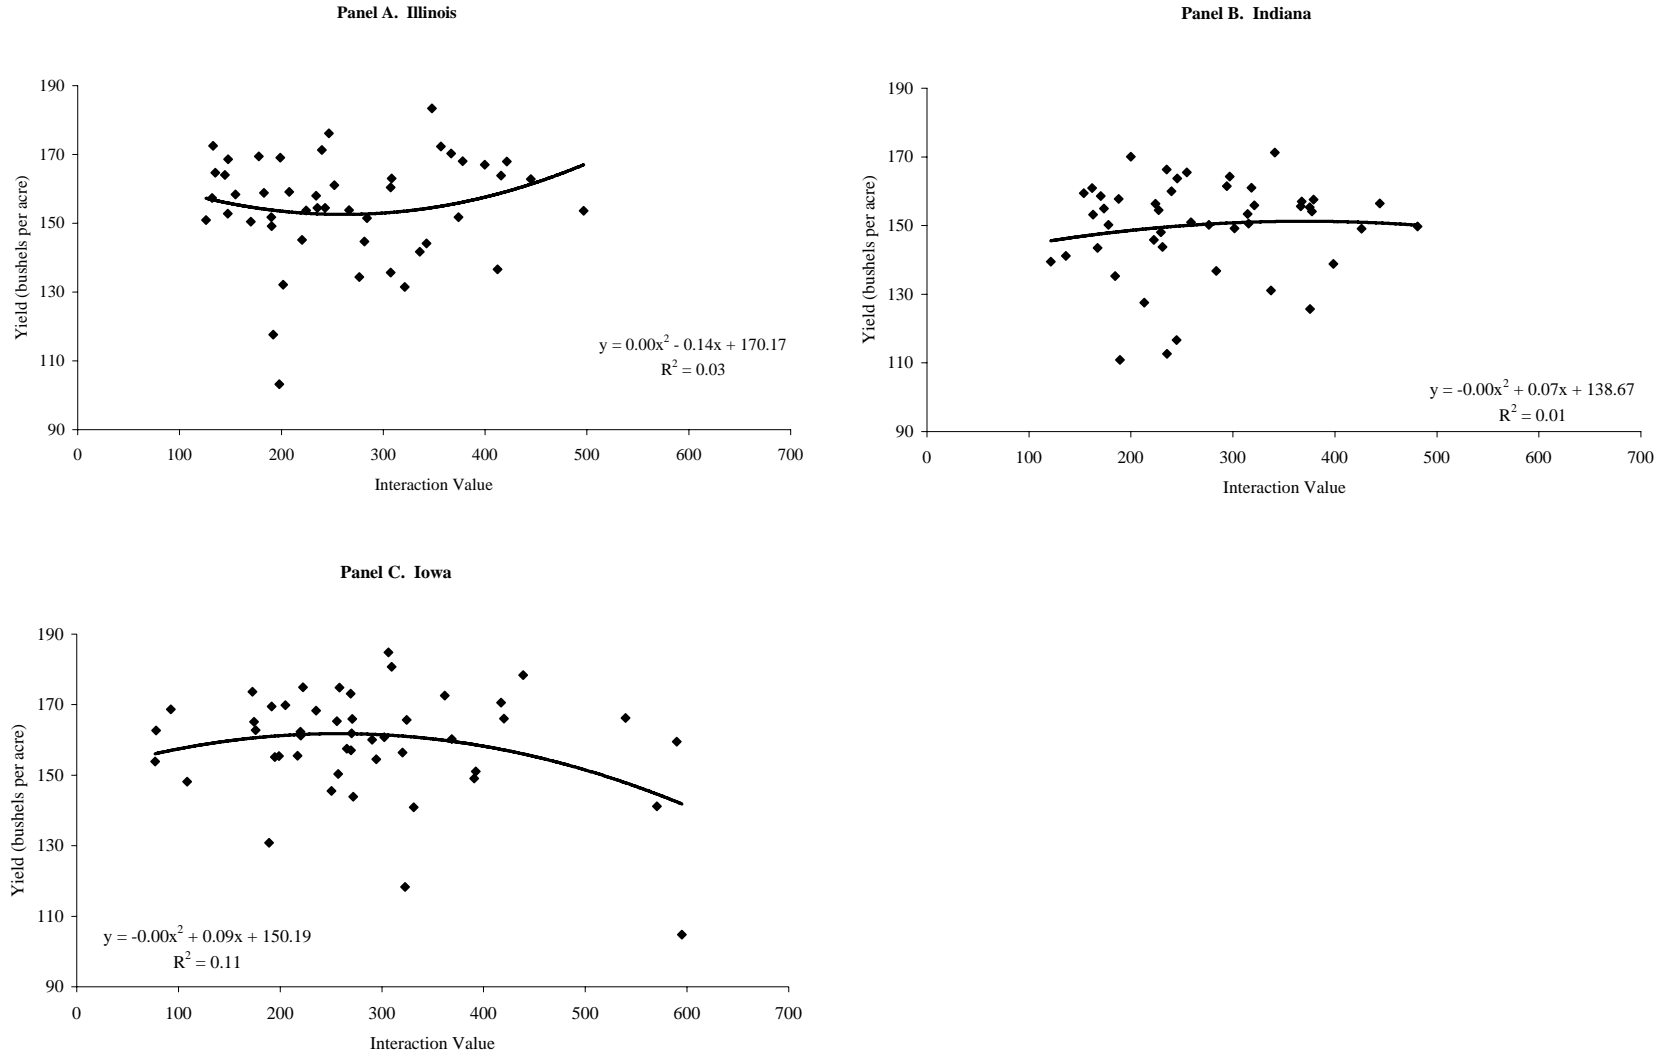 Panel A.  Illinois
190
170
150
130
110
90
0 100 200 300 400 500 600 700
Yield (bushels per acre)
Interaction Value
y = 0.00x² - 0.14x + 170.17
R² = 0.03
Panel B.  Indiana
190
170
150
130
110
90
0 100 200 300 400 500 600 700
Yield (bushels per acre)
Interaction Value
y = -0.00x² + 0.07x + 138.67
R² = 0.01
Panel C.  Iowa
190
170
150
130
110
90
0 100 200 300 400 500 600 700
Yield (bushels per acre)
Interaction Value
y = -0.00x² + 0.09x + 150.19
R² = 0.11